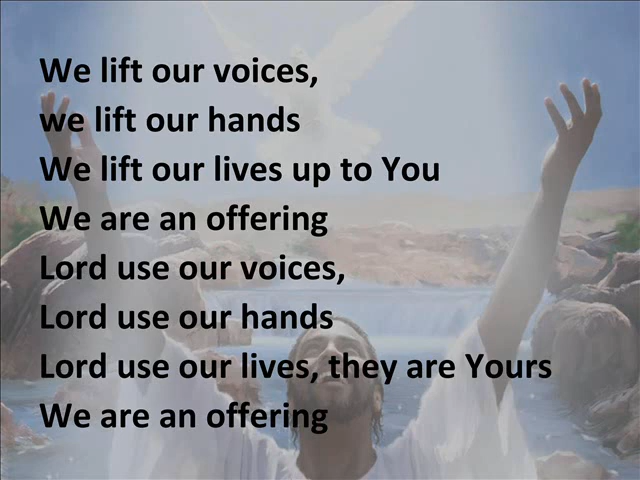 We lift our voices,
we lift our hands
We lift our lives up to You
We are an offering
Lord use our voices,
Lord use our hands
Lord use our lives, they are Yours
We are an offering